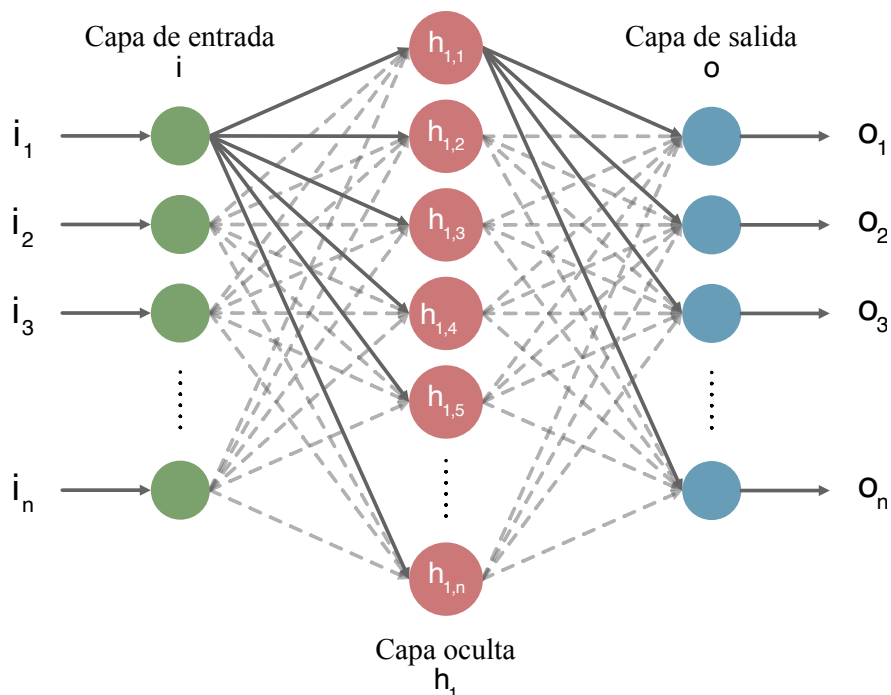 Capa de entrada
i
Capa de salida
o
i1
i2
i3
in
h1,1
h1,2
h1,3
h1,4
h1,5
h1,n
o1
o2
o3
on
Capa oculta
h1